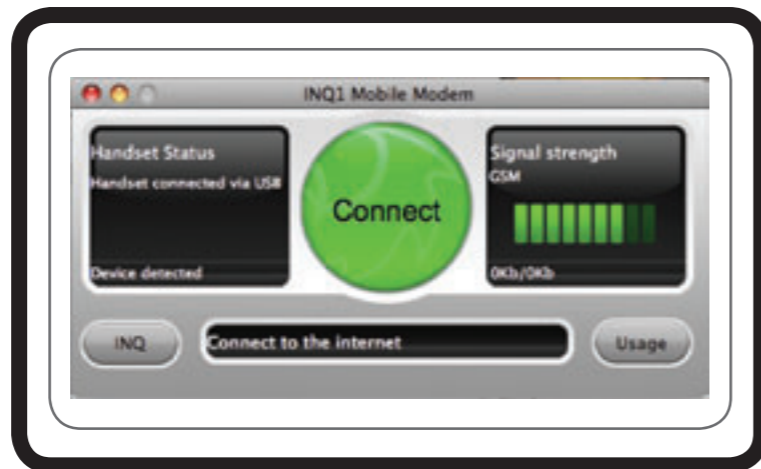 INQ1 Mobile Modem
Handset Status
Handset connected via USB
Device detected
Connect
Signal strength
GSM
0Kb/0Kb
INQ
Connect to the internet
Usage